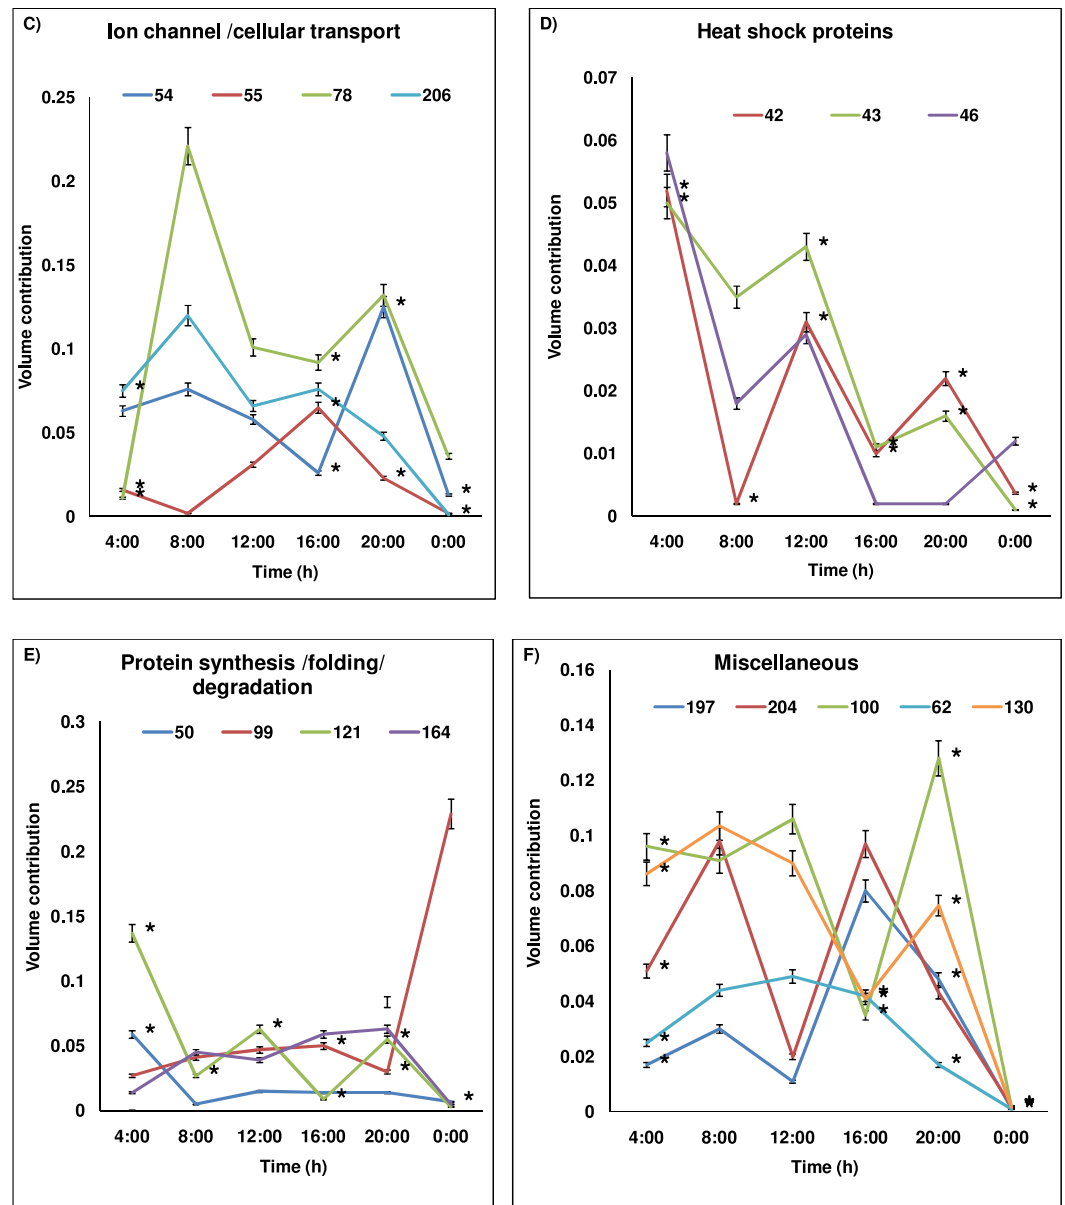 C)
Ion channel /cellular transport
54 55 78 206
0.25
0.2
0.15
0.1
0.05
0
Volume contribution
* * * * * * * * * *
4:00 8:00 12:00 16:00 20:00 0:00
Time (h)
D)
Heat shock proteins
42 43 46
0.07
0.06
0.05
0.04
0.03
0.02
0.01
0
Volume contribution
* * * * * * * * * * *
4:00 8:00 12:00 16:00 20:00 0:00
Time (h)
E)
Protein synthesis /folding/
degradation
50 99 121 164
0.3
0.25
0.2
0.15
0.1
0.05
0
Volume contribution
* * * * * * * * *
4:00 8:00 12:00 16:00 20:00 0:00
Time (h)
F)
Miscellaneous
197 204 100 62 130
0.16
0.14
0.12
0.1
0.08
0.06
0.04
0.02
0
Volume contribution
* * * * * * * * * * * * * *
4:00 8:00 12:00 16:00 20:00 0:00
Time (h)